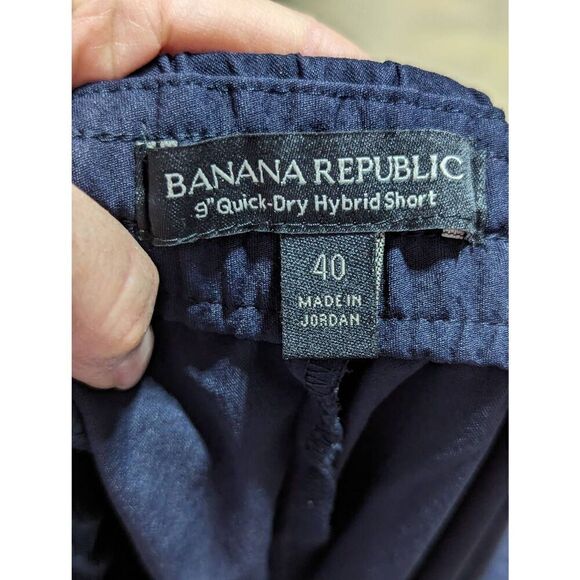 BANANA REPUBLIC
9" Quick-Dry Hybrid Short
40
MADE IN
JORDAN